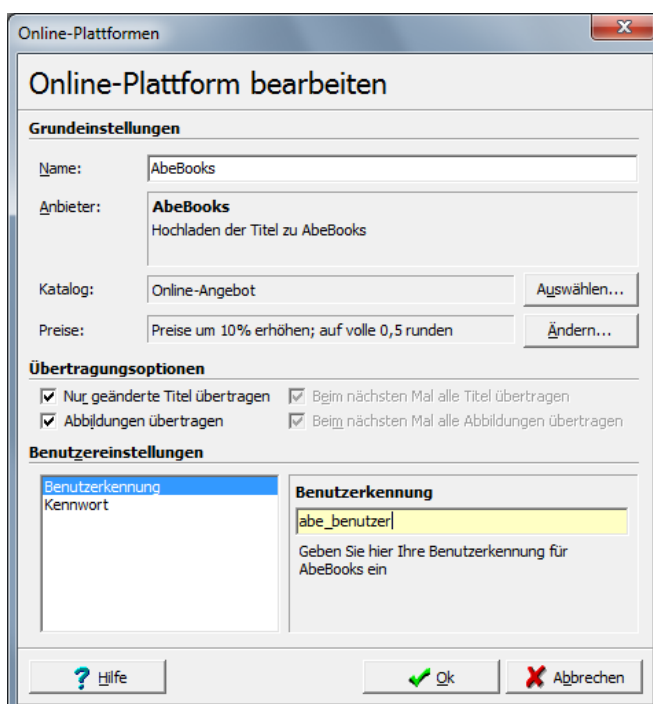 Online-Plattformen
Online-Plattform bearbeiten
Grundeinstellungen
Name: AbeBooks
Anbieter: AbeBooks
Hochladen der Titel zu AbeBooks
Katalog: Online-Angebot Auswählen...
Preise: Preise um 10% erhöhen; auf volle 0,5 runden Ändern...
Übertragungsoptionen
Nur geänderte Titel übertragen Beim nächsten Mal alle Titel übertragen
Abbildungen übertragen Beim nächsten Mal alle Abbildungen übertragen
Benutzereinstellungen
Benutzerkennung
Kennwort
Benutzerkennung
abe_benutzer
Geben Sie hier Ihre Benutzerkennung für
AbeBooks ein
Hilfe Ok Abbrechen